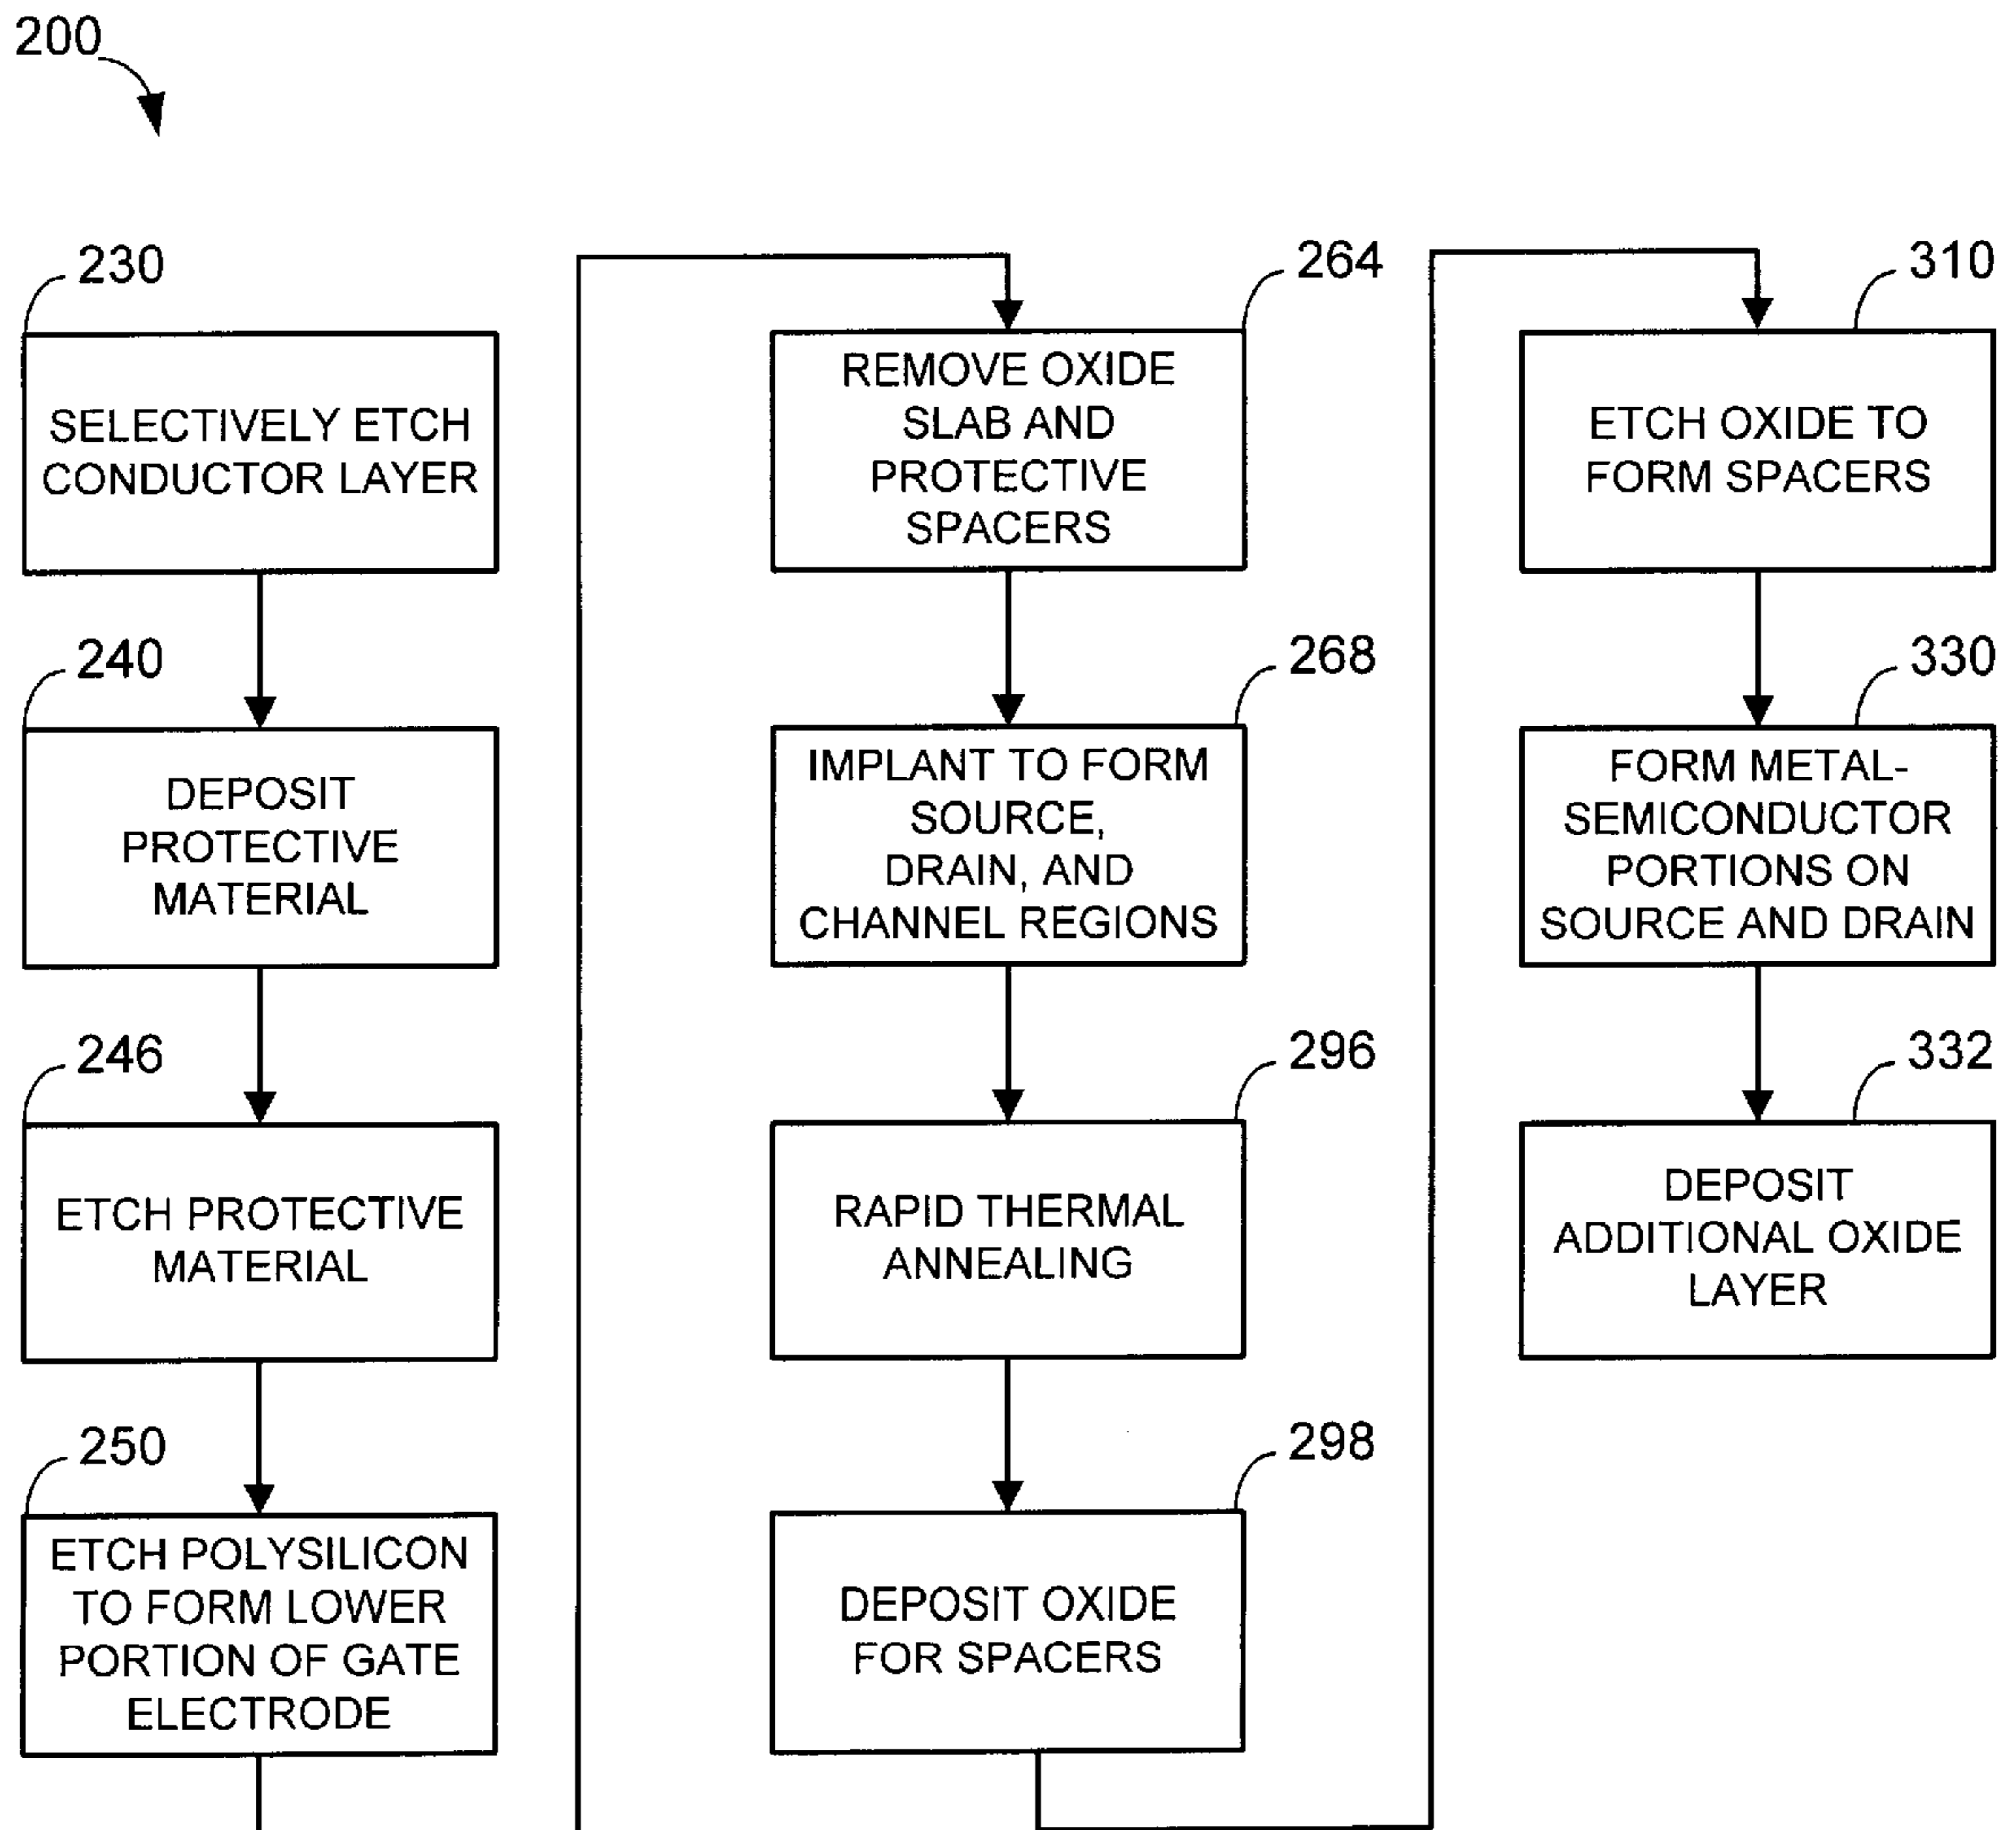 200
230
SELECTIVELY ETCH
CONDUCTOR LAYER
240
DEPOSIT
PROTECTIVE
MATERIAL
246
ETCH PROTECTIVE
MATERIAL
250
ETCH POLYSILICON
TO FORM LOWER
PORTION OF GATE
ELECTRODE
264
REMOVE OXIDE
SLAB AND
PROTECTIVE
SPACERS
268
IMPLANT TO FORM
SOURCE,
DRAIN, AND
CHANNEL REGIONS
296
RAPID THERMAL
ANNEALING
298
DEPOSIT OXIDE
FOR SPACERS
310
ETCH OXIDE TO
FORM SPACERS
330
FORM METAL-
SEMICONDUCTOR
PORTIONS ON
SOURCE AND DRAIN
332
DEPOSIT
ADDITIONAL OXIDE
LAYER